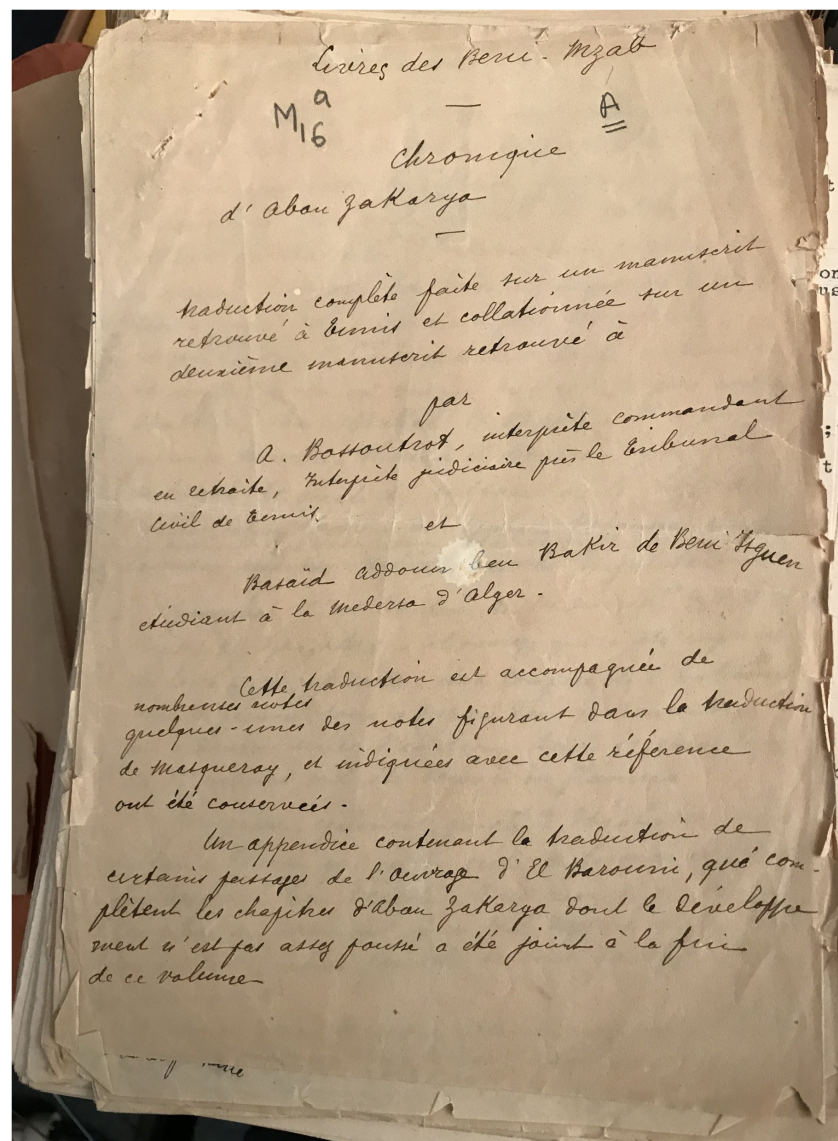 Livres des Beni-Mzab
Ma16
A
Chronique
d'Abou Zakarya
traduction complète faite sur un manuscrit
retrouvé à Tunis et collationnée sur un
deuxième manuscrit retrouvé à
par
A. Bossoutrot, interprète commandant
en retraite, Interprète judiciaire près le Tribunal
Civil de Tunis.
et
Basaïd Addoun ben Bakir de Beni Isguen
étudiant à la Medersa d'Alger.
Cette traduction est accompagnée de
nombreuses notes
quelques-unes des notes figurant dans la traduction
de Masqueray, et indiquées avec cette référence
ont été conservées.
Un appendice contenant la traduction de
certains passages de l'ouvrage d'El Barouni, qui com-
plètent les chapitres d'Abou Zakarya dont le développe
ment n'est pas assez poussé a été joint à la fin
de ce volume